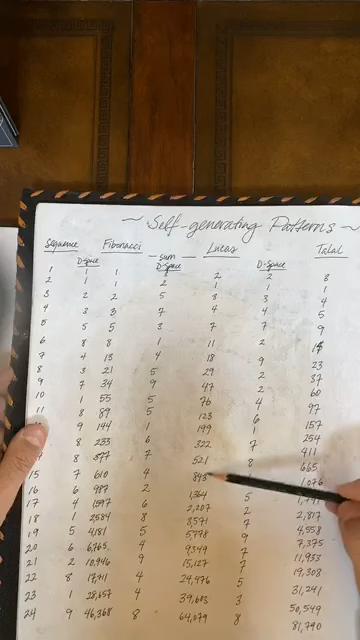 ~ Self-generating Patterns ~
Sequence D-Space Fibonacci Sum D-Space Lucas D-Space Total
1 1 1 2 2 3
2 1 1 2 1 1 1
3 2 2 5 3 3 4
4 3 3 7 4 4 5
5 5 5 3 7 7 9
6 8 8 1 11 2 14
7 4 13 4 18 9 23
8 3 21 5 29 2 37
9 7 34 9 47 2 60
10 1 55 5 76 4 97
11 8 89 5 123 6 157
9 144 1 199 1 254
8 233 6 322 7 411
8 377 7 521 8 665
15 7 610 4 843 1,076
16 6 987 2 1,364 5
17 4 1597 6 2,207 2 2,817
18 1 2584 8 3,571 7 4,558
19 5 4,181 5 5,778 9 7,375
20 6 6,765 4 9,349 7 11,933
21 2 10,946 9 15,127 7 19,308
22 8 17,711 4 24,476 5 31,241
23 1 28,657 4 39,603 3 50,549
24 9 46,368 8 64,079 8 81,790